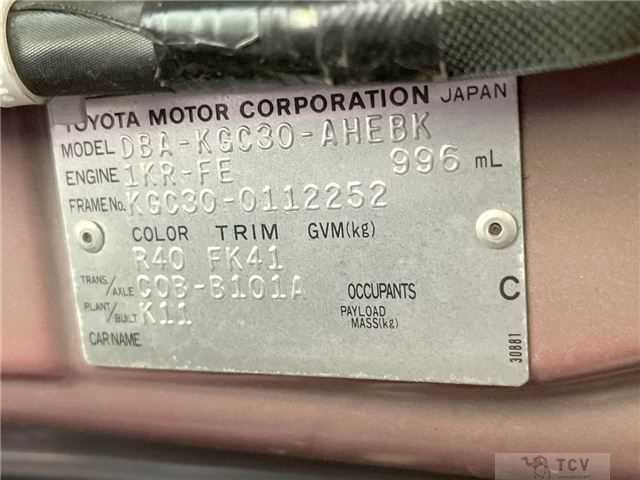 TOYOTA MOTOR CORPORATION JAPAN
MODEL DBA-KGC30-AHEBK
ENGINE 1KR-FE 996 mL
FRAME No. KGC30-0112252
COLOR TRIM GVM(kg)
R40 FK41
TRANS./AXLE C0B-B101A OCCUPANTS C
PLANT/BUILT K11 PAYLOAD MASS(kg)
CAR NAME
30881
TCV